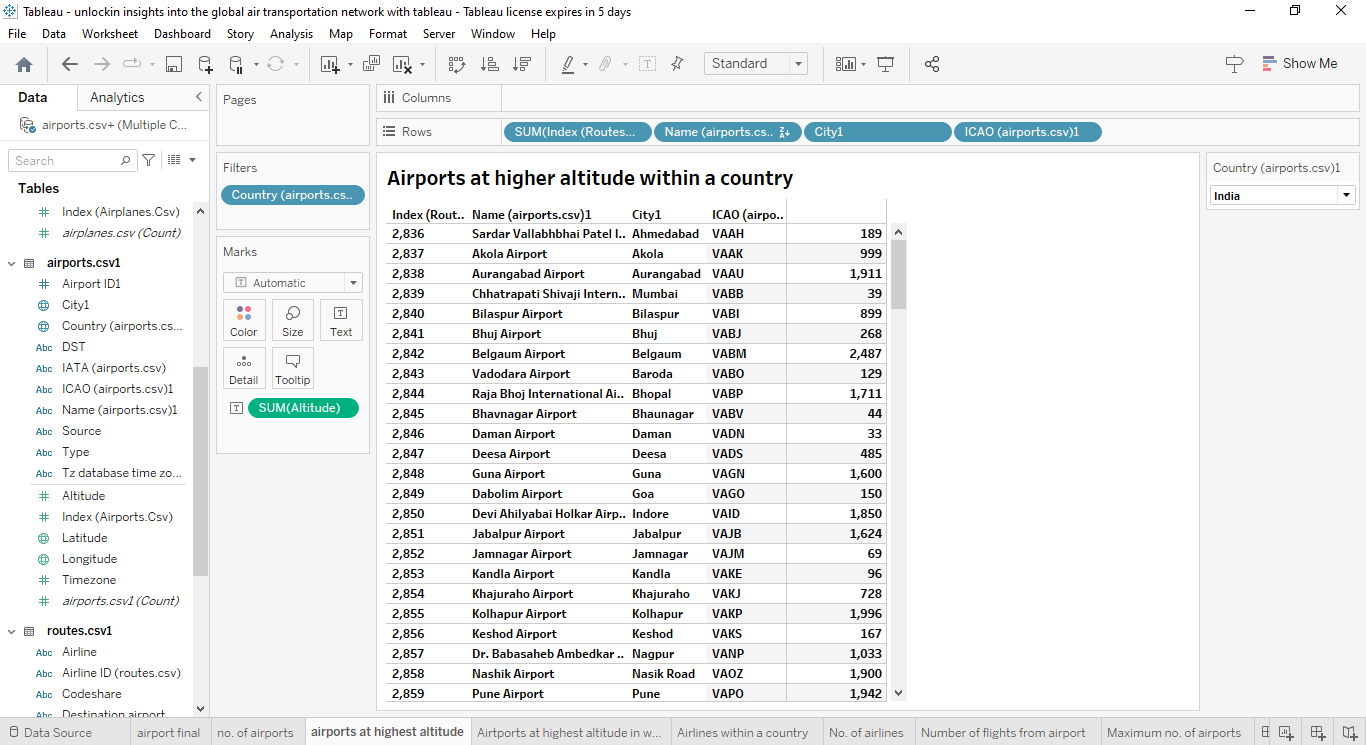 Tableau - unlockin insights into the global air transportation network with tableau - Tableau license expires in 5 days
File Data Worksheet Dashboard Story Analysis Map Format Server Window Help
Standard
Show Me
Data Analytics
airports.csv+ (Multiple C...
Search
Tables
Index (Airplanes.Csv)
airplanes.csv (Count)
airports.csv1
Airport ID1
City1
Country (airports.cs...
Abc DST
Abc IATA (airports.csv)
Abc ICAO (airports.csv)1
Abc Name (airports.csv)1
Abc Source
Abc Type
Abc Tz database time zo...
Altitude
Index (Airports.Csv)
Latitude
Longitude
Timezone
airports.csv1 (Count)
routes.csv1
Abc Airline
Abc Airline ID (routes.csv)
Abc Codeshare
Abc Destination airport
Pages
Filters
Country (airports.cs..
Marks
Automatic
Color Size Text
Detail Tooltip
SUM(Altitude)
Columns
Rows SUM(Index (Routes... Name (airports.cs.. City1 ICAO (airports.csv)1
Airports at higher altitude within a country
Index (Rout.. Name (airports.csv)1 City1 ICAO (airpo..
2,836 Sardar Vallabhbhai Patel I.. Ahmedabad VAAH 189
2,837 Akola Airport Akola VAAK 999
2,838 Aurangabad Airport Aurangabad VAAU 1,911
2,839 Chhatrapati Shivaji Intern.. Mumbai VABB 39
2,840 Bilaspur Airport Bilaspur VABI 899
2,841 Bhuj Airport Bhuj VABJ 268
2,842 Belgaum Airport Belgaum VABM 2,487
2,843 Vadodara Airport Baroda VABO 129
2,844 Raja Bhoj International Ai.. Bhopal VABP 1,711
2,845 Bhavnagar Airport Bhaunagar VABV 44
2,846 Daman Airport Daman VADN 33
2,847 Deesa Airport Deesa VADS 485
2,848 Guna Airport Guna VAGN 1,600
2,849 Dabolim Airport Goa VAGO 150
2,850 Devi Ahilyabai Holkar Airp.. Indore VAID 1,850
2,851 Jabalpur Airport Jabalpur VAJB 1,624
2,852 Jamnagar Airport Jamnagar VAJM 69
2,853 Kandla Airport Kandla VAKE 96
2,854 Khajuraho Airport Khajuraho VAKJ 728
2,855 Kolhapur Airport Kolhapur VAKP 1,996
2,856 Keshod Airport Keshod VAKS 167
2,857 Dr. Babasaheb Ambedkar .. Nagpur VANP 1,033
2,858 Nashik Airport Nasik Road VAOZ 1,900
2,859 Pune Airport Pune VAPO 1,942
Country (airports.csv)1
India
Data Source airport final no. of airports airports at highest altitude Airtports at highest altitude in w... Airlines within a country No. of airlines Number of flights from airport Maximum no. of airports